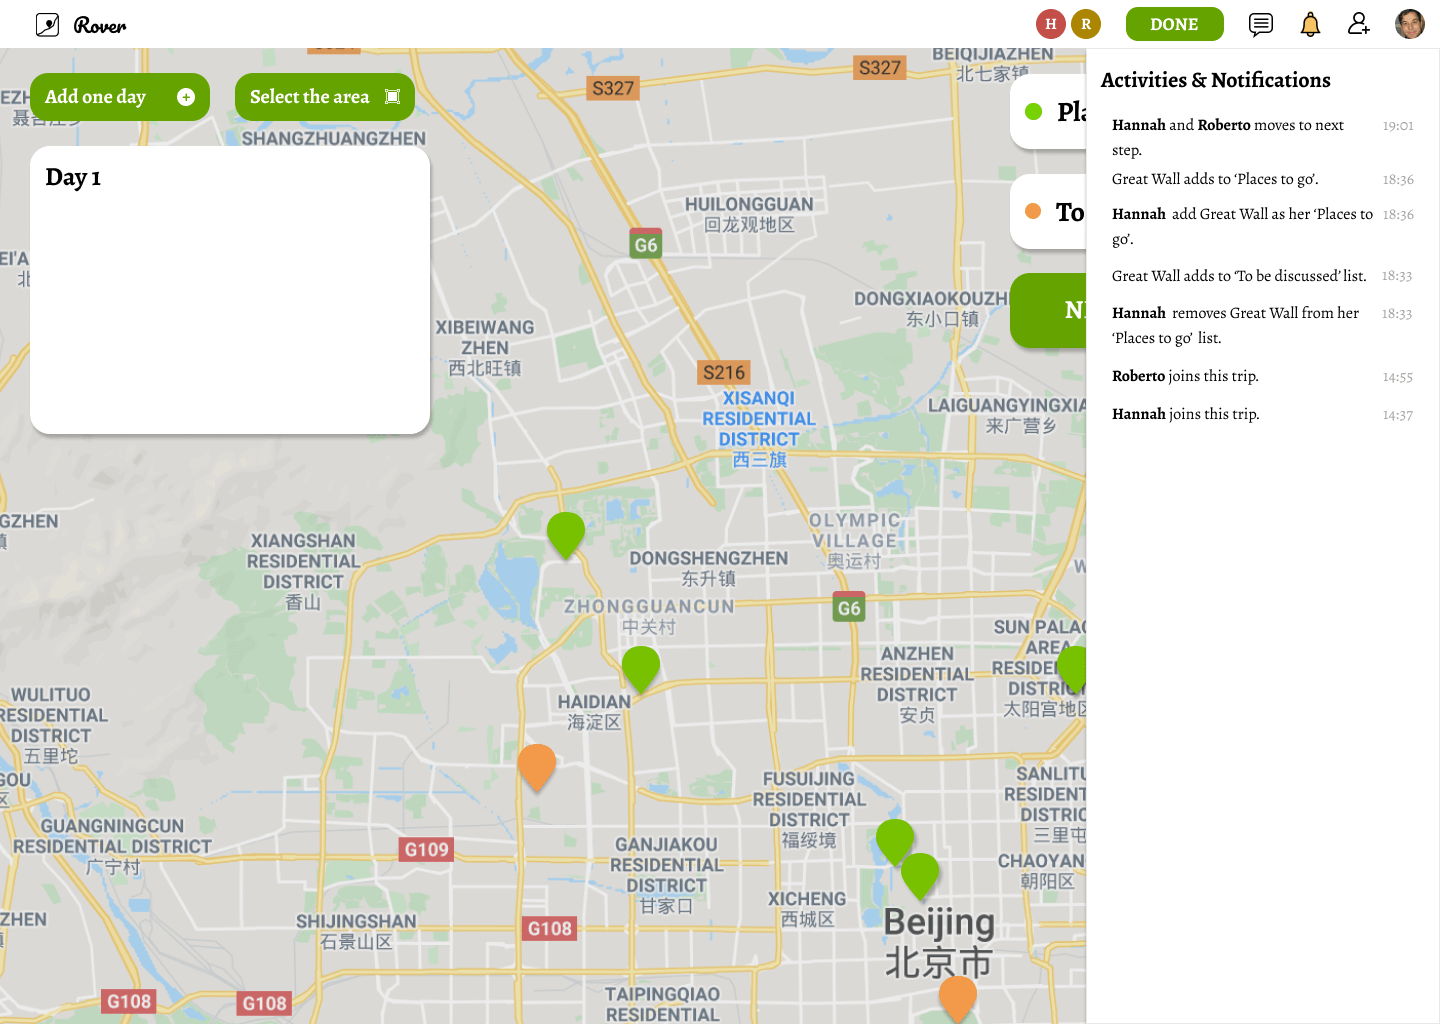 Rover
H
R
DONE
Add one day
Select the area
Day 1
Activities & Notifications
Hannah and Roberto moves to next 19:01
step.
Great Wall adds to ‘Places to go’. 18:36
Hannah add Great Wall as her ‘Places to 18:36
go’.
Great Wall adds to ‘To be discussed’ list. 18:33
Hannah removes Great Wall from her 18:33
‘Places to go’ list.
Roberto joins this trip. 14:55
Hannah joins this trip. 14:37
To
S327
S327
BEIQIJIAZHEN
北七家镇
SHANGZHUANGZHEN
HUILONGGUAN
回龙观地区
G6
DONGXIAOKOUZH
东小口镇
XIBEIWANG
ZHEN
西北旺镇
S216
XISANQI
RESIDENTIAL
DISTRICT
西三旗
LAIGUANGYINGXIA
来广营乡
GZHEN
XIANGSHAN
RESIDENTIAL
DISTRICT
香山
OLYMPIC
VILLAGE
奥运村
DONGSHENGZHEN
东升镇
ZHONGGUANCUN
中关村
G6
SUN PALAC
AREA
RESIDE
DISTRI
太阳宫地区
ANZHEN
RESIDENTIAL
DISTRICT
安贞
HAIDIAN
海淀区
WULITUO
RESIDENTIAL
DISTRICT
五里坨
GOU
区
FUSUIJING
RESIDENTIAL
DISTRICT
福绥境
SANLITU
RESIDENT
DISTRICT
三里屯
GUANGNINGCUN
RESIDENTIAL DISTRICT
广宁村
G109
GANJIAKOU
RESIDENTIAL
DISTRICT
甘家口
CHAOYAN
朝阳区
XICHENG
西城区
ZHEN
SHIJINGSHAN
石景山区
G108
Beijing
北京市
G108
G108
TAIPINGQIAO
RESIDENTIAL